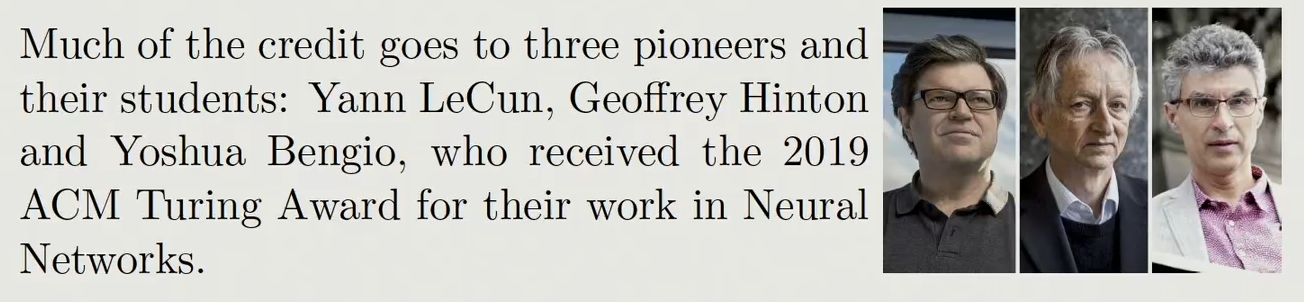 Much of the credit goes to three pioneers and
their students: Yann LeCun, Geoffrey Hinton
and Yoshua Bengio, who received the 2019
ACM Turing Award for their work in Neural
Networks.